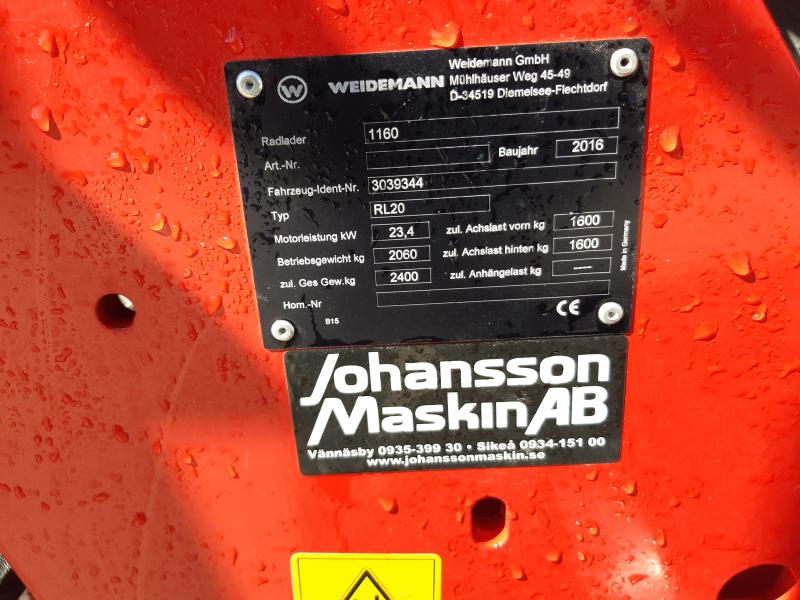 W WEIDEMANN
Weidemann GmbH
Mühlhäuser Weg 45-49
D-34519 Diemelsee-Flechtdorf
Radlader 1160
Art.-Nr. Baujahr 2016
Fahrzeug-Ident-Nr. 3039344
Typ RL20
Motorleistung kW 23,4 zul. Achslast vorn kg 1600
Betriebsgewicht kg 2060 zul. Achslast hinten kg 1600
zul. Ges Gew.kg 2400 zul. Anhängelast kg -----
Hom.-Nr
B15
CE
Made in Germany
Johansson
Maskin AB
Vännäsby 0935-399 30 • Sikeå 0934-151 00
www.johanssonmaskin.se